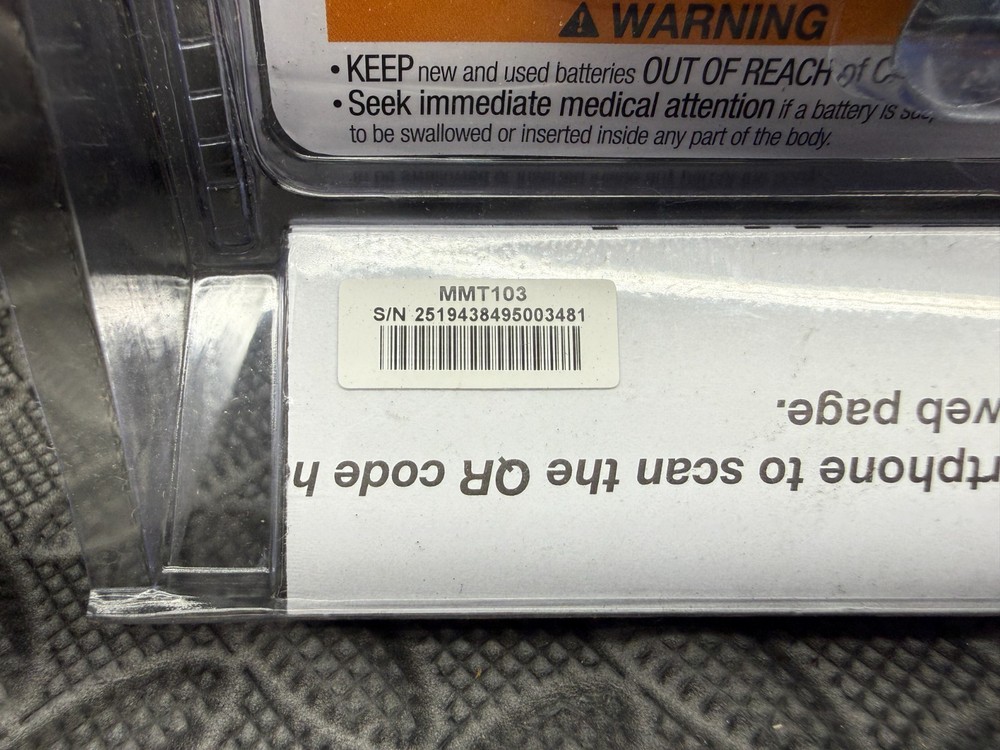 ⚠ WARNING
• KEEP new and used batteries OUT OF REACH of
• Seek immediate medical attention if a battery is
to be swallowed or inserted inside any part of the body.
MMT103
S/N 2519438495003481
web page.
rtphone to scan the QR code h